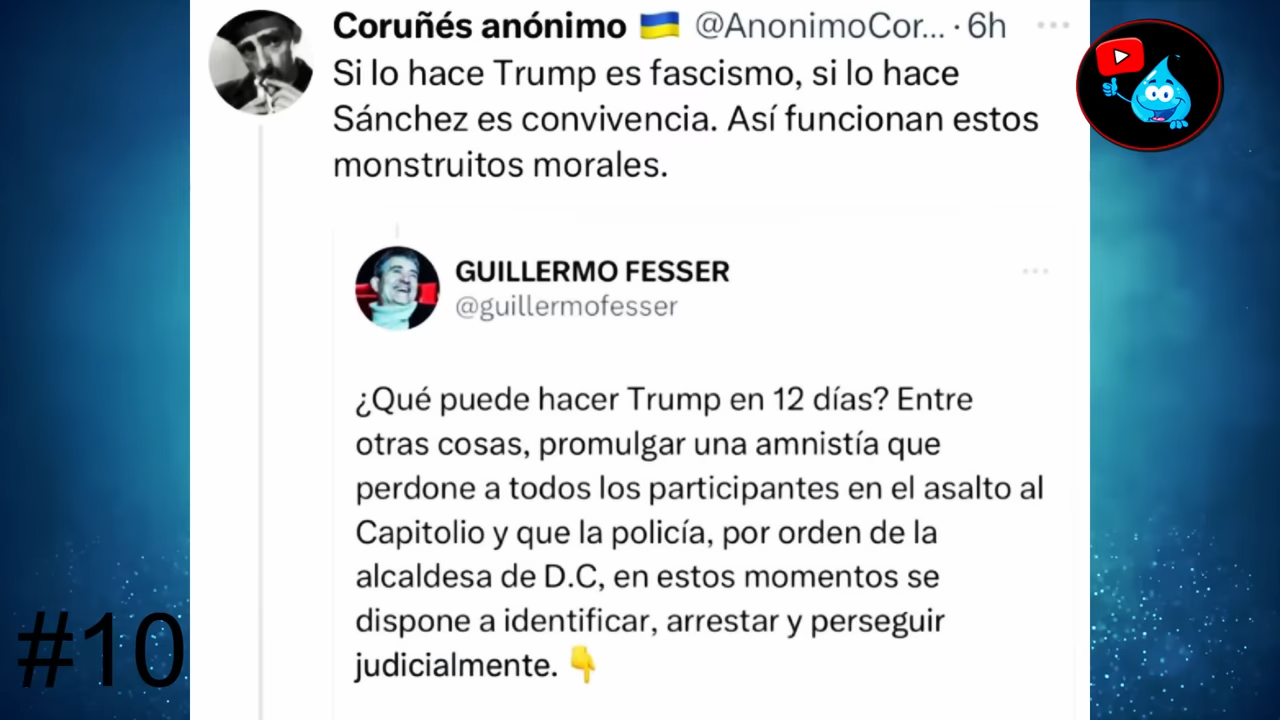 Coruñés anónimo 🇺🇦 @AnonimoCor... · 6h
Si lo hace Trump es fascismo, si lo hace
Sánchez es convivencia. Así funcionan estos
monstruitos morales.
GUILLERMO FESSER
@guillermofesser
¿Qué puede hacer Trump en 12 días? Entre
otras cosas, promulgar una amnistía que
perdone a todos los participantes en el asalto al
Capitolio y que la policía, por orden de la
alcaldesa de D.C, en estos momentos se
dispone a identificar, arrestar y perseguir
judicialmente. 👇
#10